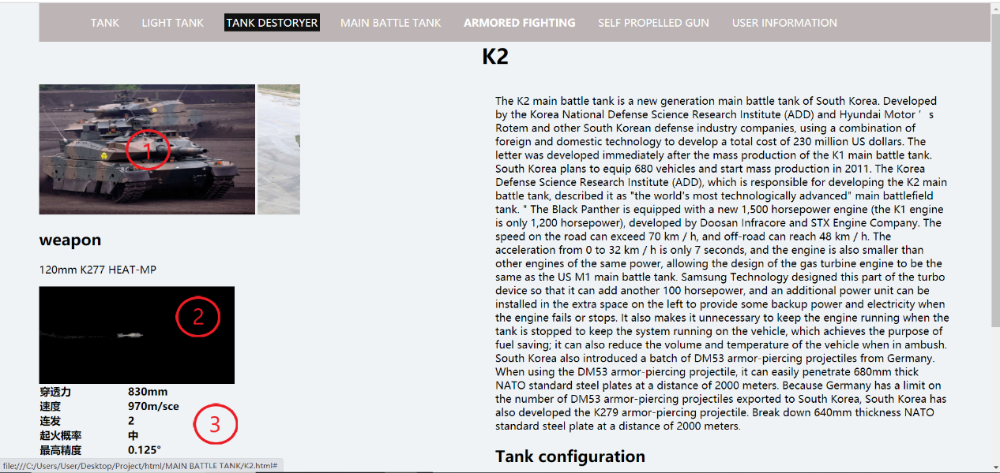 TANK LIGHT TANK TANK DESTORYER MAIN BATTLE TANK ARMORED FIGHTING SELF PROPELLED GUN USER INFORMATION
K2
1
weapon
120mm K277 HEAT-MP
2
穿透力 830mm
速度 970m/sce
连发 2
起火概率 中
最高精度 0.125°
3
The K2 main battle tank is a new generation main battle tank of South Korea. Developed
by the Korea National Defense Science Research Institute (ADD) and Hyundai Motor ’ s
Rotem and other South Korean defense industry companies, using a combination of
foreign and domestic technology to develop a total cost of 230 million US dollars. The
letter was developed immediately after the mass production of the K1 main battle tank.
South Korea plans to equip 680 vehicles and start mass production in 2011. The Korea
Defense Science Research Institute (ADD), which is responsible for developing the K2 main
battle tank, described it as "the world's most technologically advanced" main battlefield
tank. " The Black Panther is equipped with a new 1,500 horsepower engine (the K1 engine
is only 1,200 horsepower), developed by Doosan Infracore and STX Engine Company. The
speed on the road can exceed 70 km / h, and off-road can reach 48 km / h. The
acceleration from 0 to 32 km / h is only 7 seconds, and the engine is also smaller than
other engines of the same power, allowing the design of the gas turbine engine to be the
same as the US M1 main battle tank. Samsung Technology designed this part of the turbo
device so that it can add another 100 horsepower, and an additional power unit can be
installed in the extra space on the left to provide some backup power and electricity when
the engine fails or stops. It also makes it unnecessary to keep the engine running when the
tank is stopped to keep the system running on the vehicle, which achieves the purpose of
fuel saving; it can also reduce the volume and temperature of the vehicle when in ambush.
South Korea also introduced a batch of DM53 armor-piercing projectiles from Germany.
When using the DM53 armor-piercing projectile, it can easily penetrate 680mm thick
NATO standard steel plates at a distance of 2000 meters. Because Germany has a limit on
the number of DM53 armor-piercing projectiles exported to South Korea, South Korea has
also developed the K279 armor-piercing projectile. Break down 640mm thickness NATO
standard steel plate at a distance of 2000 meters.
Tank configuration
file:///C:/Users/User/Desktop/Project/html/MAIN BATTLE TANK/K2.html#